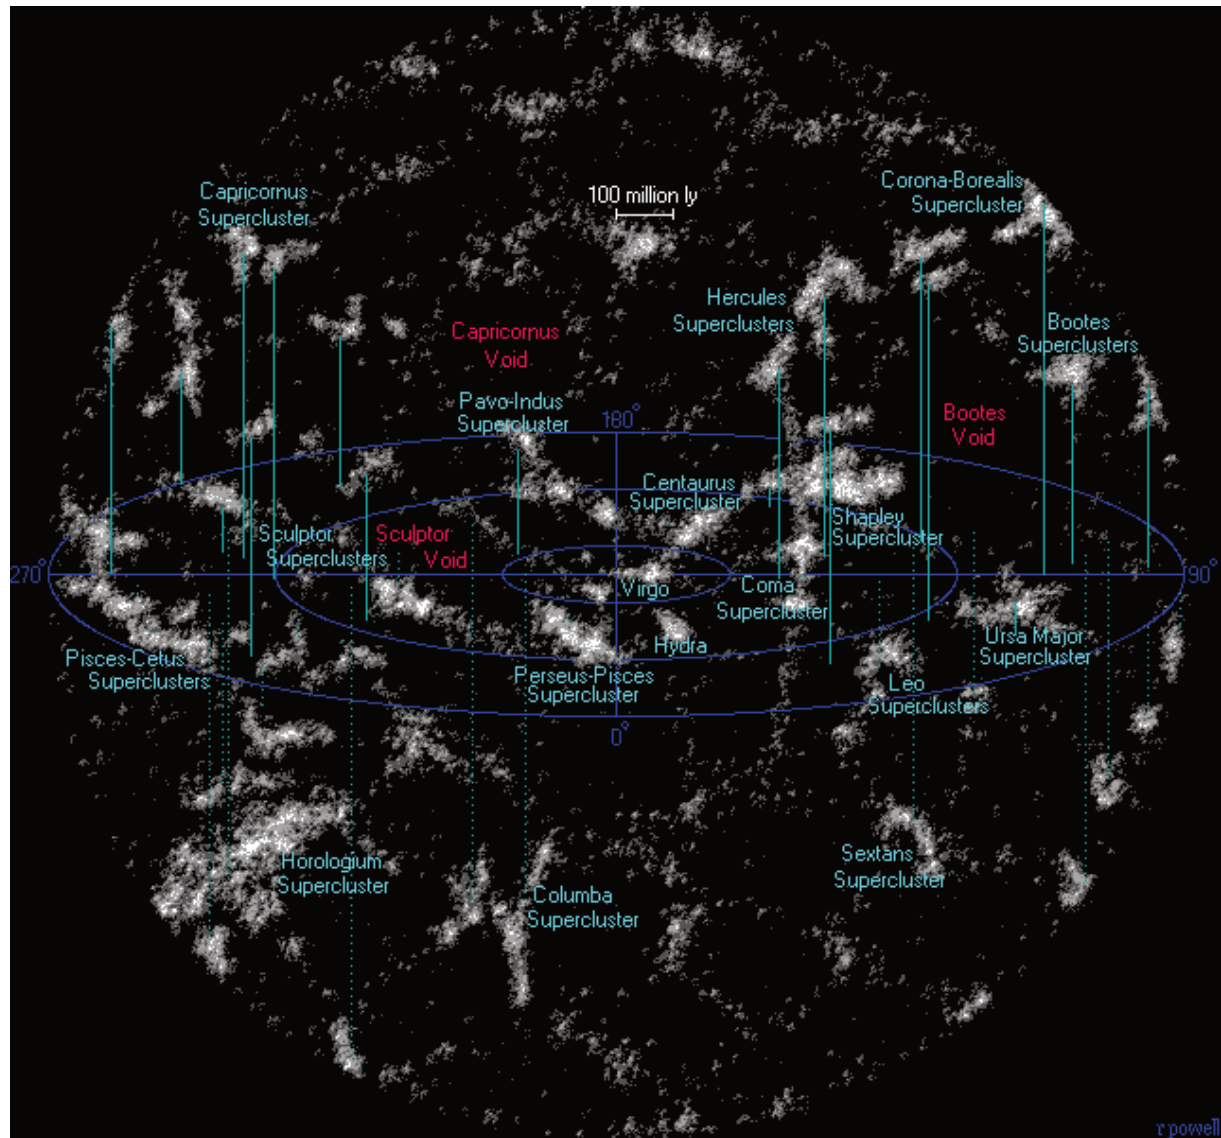 Capricornus
Supercluster
100 million ly
Corona-Borealis
Supercluster
Hercules
Superclusters
Bootes
Superclusters
Capricornus
Void
Pavo-Indus
Supercluster
180°
Bootes
Void
Centaurus
Supercluster
Sculptor
Superclusters
Sculptor
Void
Shapley
Supercluster
270°
Virgo
Coma
Supercluster
90°
Hydra
Ursa Major
Supercluster
Pisces-Cetus
Superclusters
Perseus-Pisces
Supercluster
Leo
Superclusters
0°
Horologium
Supercluster
Columba
Supercluster
Sextans
Supercluster
r powell